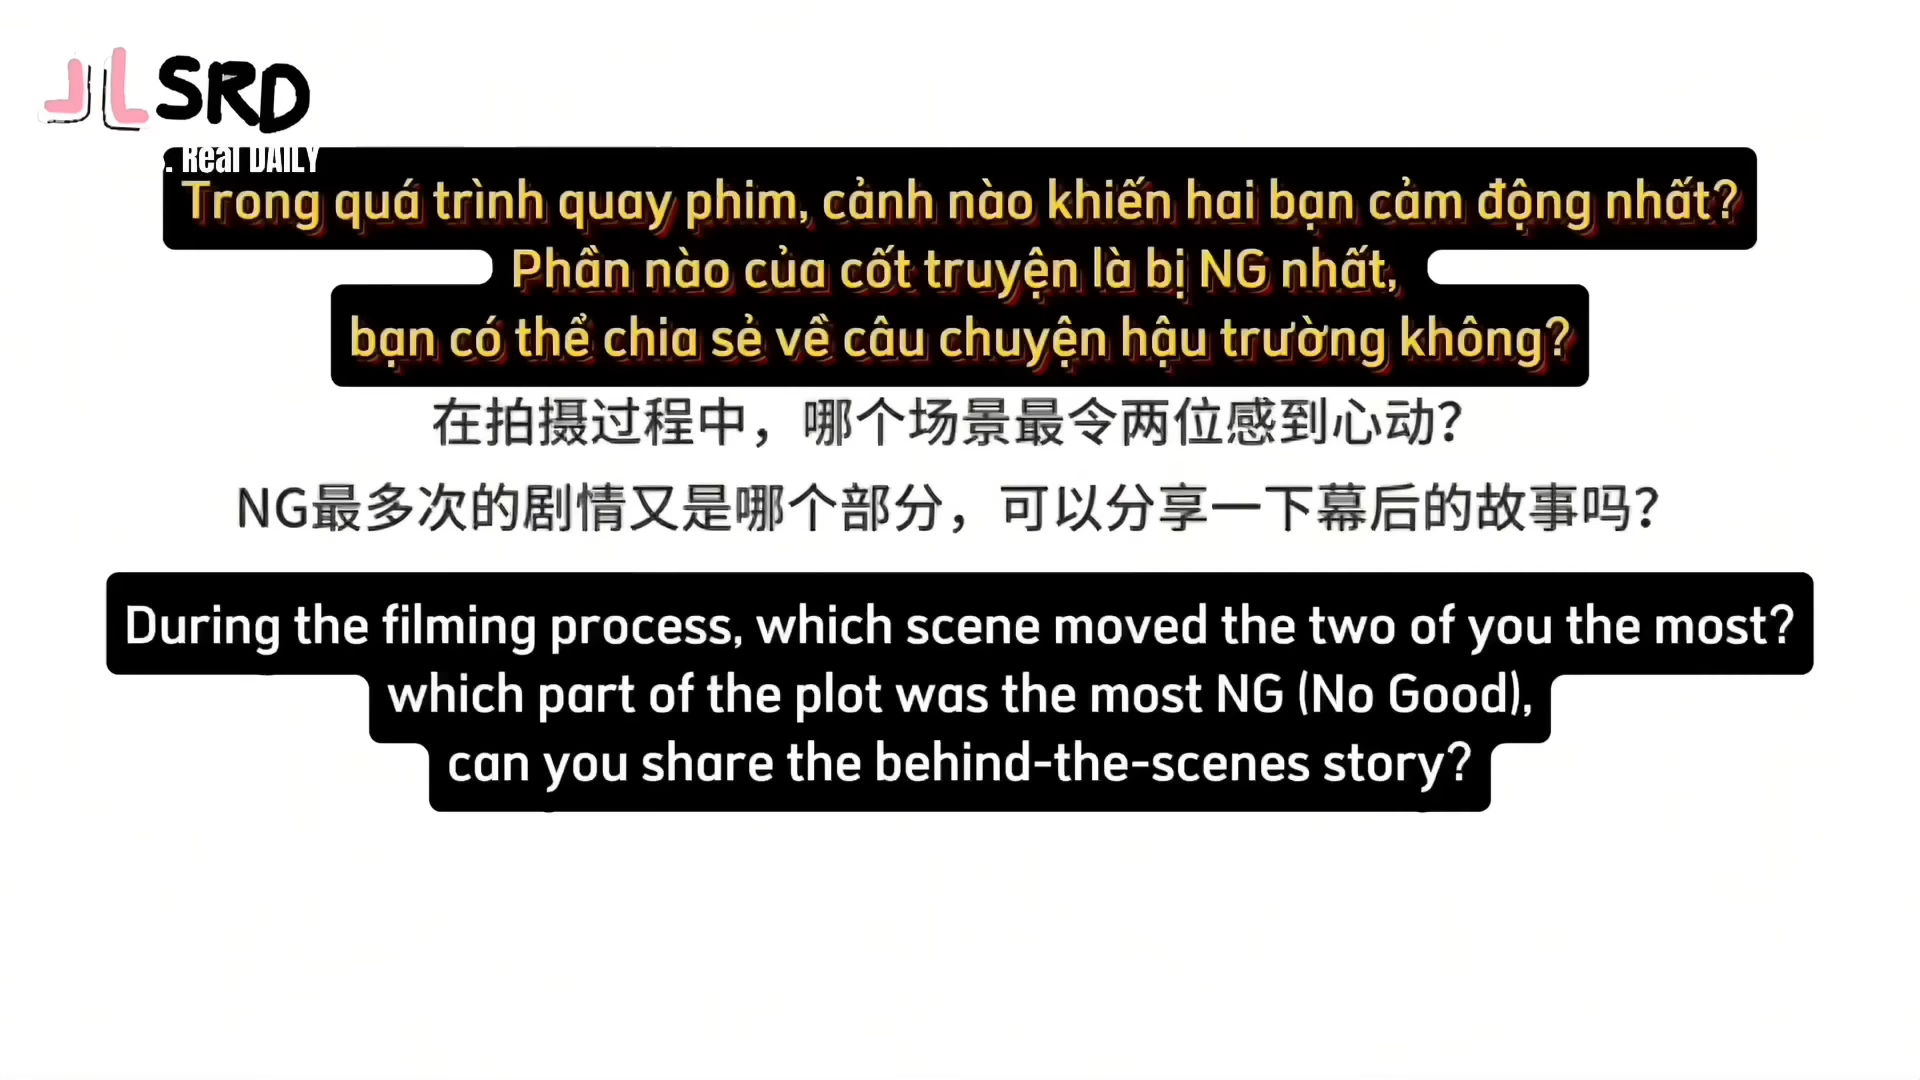 JLSRD
. Real DAILY
Trong quá trình quay phim, cảnh nào khiến hai bạn cảm động nhất?
Phần nào của cốt truyện là bị NG nhất,
bạn có thể chia sẻ về câu chuyện hậu trường không?
在拍摄过程中，哪个场景最令两位感到心动？
NG最多次的剧情又是哪个部分，可以分享一下幕后的故事吗？
During the filming process, which scene moved the two of you the most?
which part of the plot was the most NG (No Good),
can you share the behind-the-scenes story?